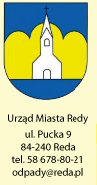 Urząd Miasta Redy
ul. Pucka 9
84-240 Reda
tel. 58 678-80-21
odpady@reda.pl